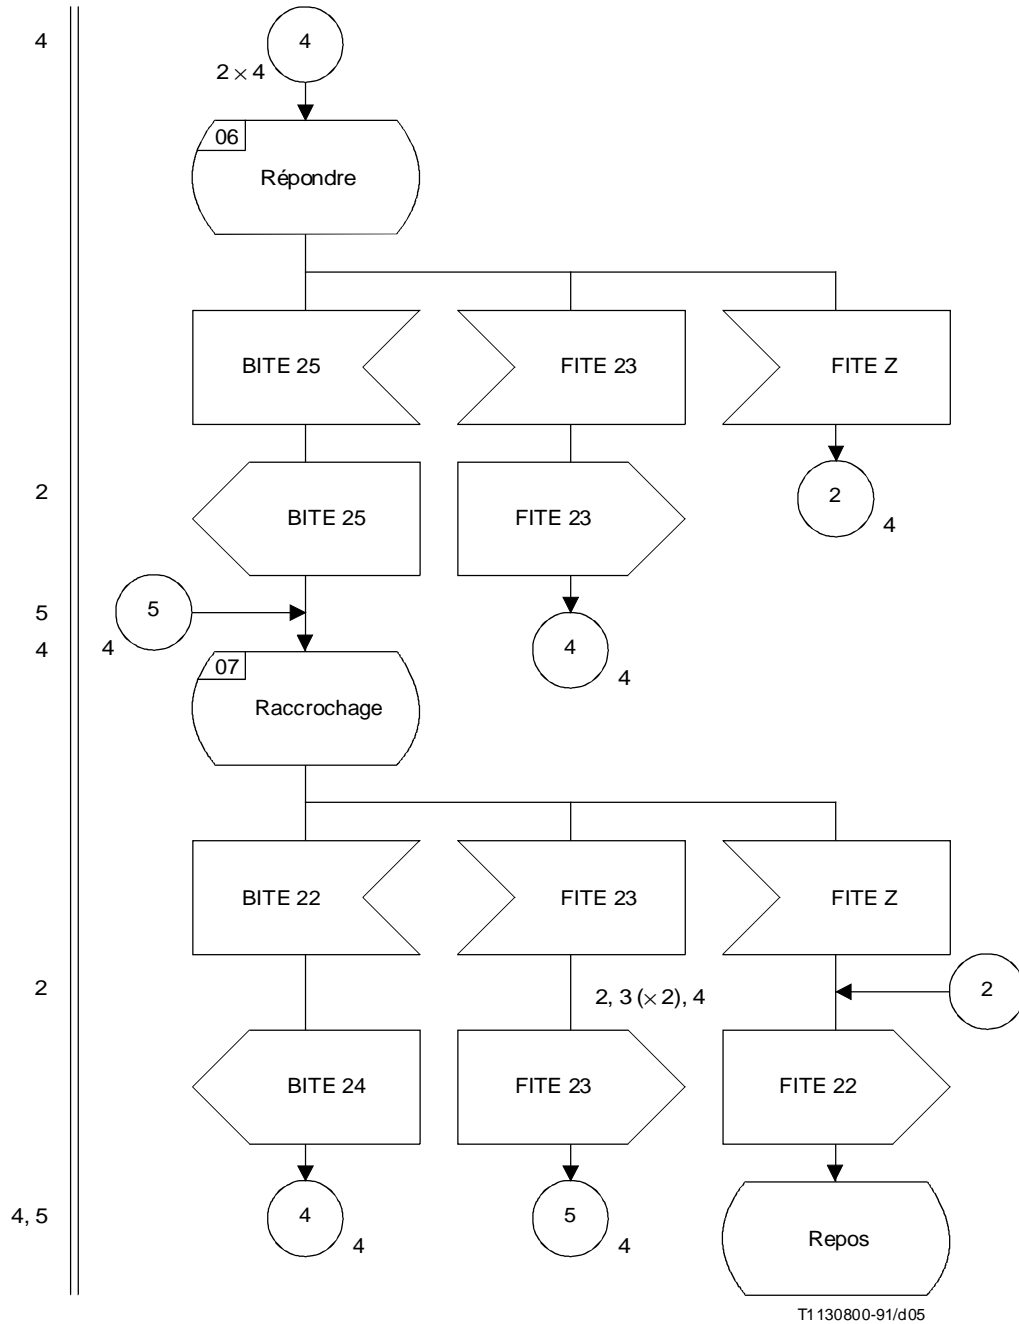 4
4
2 × 4
06
Répondre
BITE 25
FITE 23
FITE Z
2
BITE 25
FITE 23
2
4
5
5
4
4
4
4
07
Raccrochage
BITE 22
FITE 23
FITE Z
2
2, 3 (× 2), 4
2
BITE 24
FITE 23
FITE 22
4, 5
4
4
5
4
Repos
T1130800-91/d05